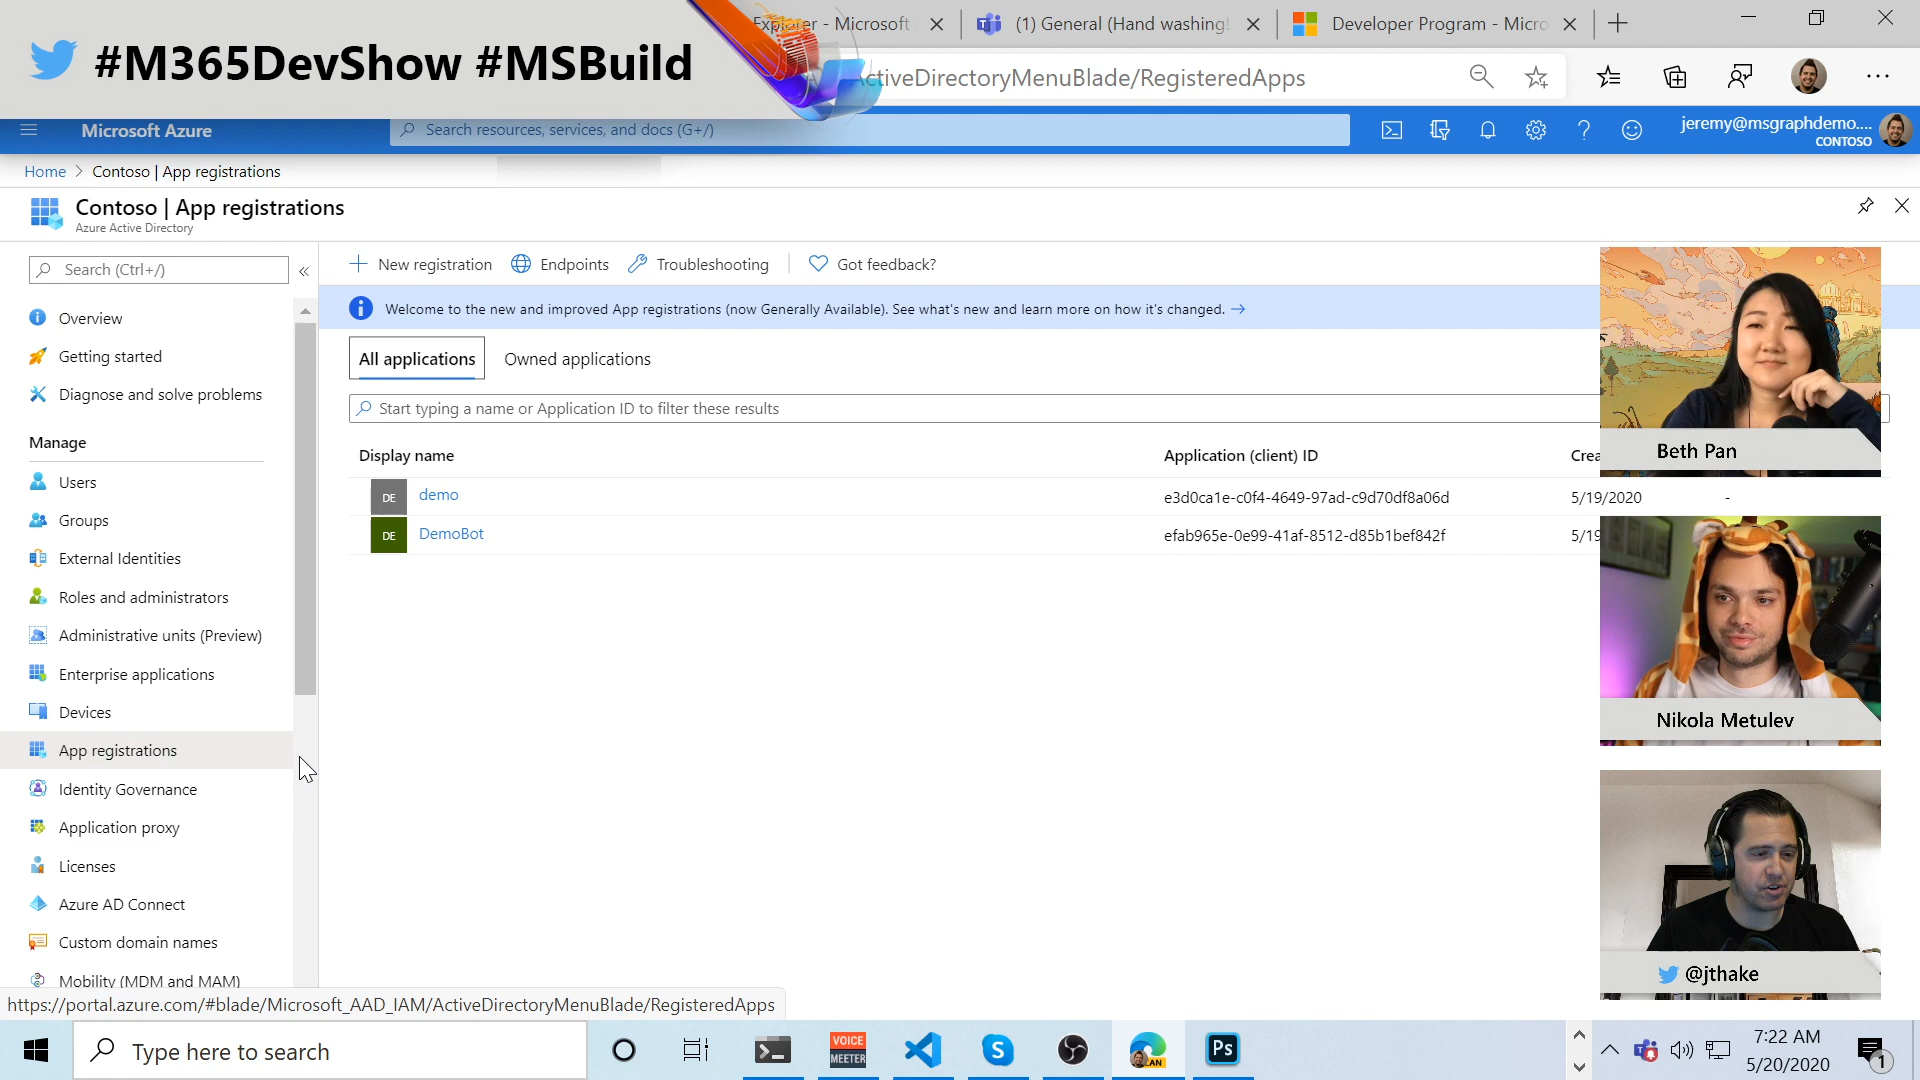 #M365DevShow #MSBuild
Explorer - Microsoft
(1) General (Hand washing!
Developer Program - Micro
ActiveDirectoryMenuBlade/RegisteredApps
Microsoft Azure
Search resources, services, and docs (G+/)
jeremy@msgraphdemo....
CONTOSO
Home > Contoso | App registrations
Contoso | App registrations
Azure Active Directory
Search (Ctrl+/)
«
New registration
Endpoints
Troubleshooting
Got feedback?
Welcome to the new and improved App registrations (now Generally Available). See what's new and learn more on how it's changed. →
Overview
Getting started
Diagnose and solve problems
Manage
Users
Groups
External Identities
Roles and administrators
Administrative units (Preview)
Enterprise applications
Devices
App registrations
Identity Governance
Application proxy
Licenses
Azure AD Connect
Custom domain names
Mobility (MDM and MAM)
All applications
Owned applications
Start typing a name or Application ID to filter these results
Display name
Application (client) ID
Crea
DE
demo
e3d0ca1e-c0f4-4649-97ad-c9d70df8a06d
5/19/2020
-
DE
DemoBot
efab965e-0e99-41af-8512-d85b1bef842f
5/19
Beth Pan
Nikola Metulev
@jthake
https://portal.azure.com/#blade/Microsoft_AAD_IAM/ActiveDirectoryMenuBlade/RegisteredApps
Type here to search
VOICE
MEETER
S
CAN
Ps
7:22 AM
5/20/2020
1